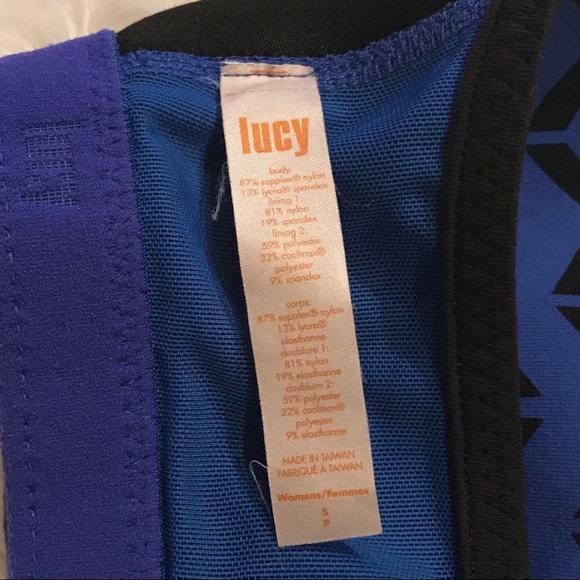 lucy
body:
87% supplex® nylon
13% lycra® spandex
lining 1:
81% nylon
19% spandex
lining 2:
59% polyester
32% coolmax®
polyester
9% spandex
corps:
87% supplex® nylon
13% lycra®
elasthanne
doublure 1:
81% nylon
19% elasthanne
doublure 2:
59% polyester
32% coolmax®
polyester
9% elasthanne
MADE IN TAIWAN
FABRIQUÉ À TAIWAN
Womens/Femmes
S
P